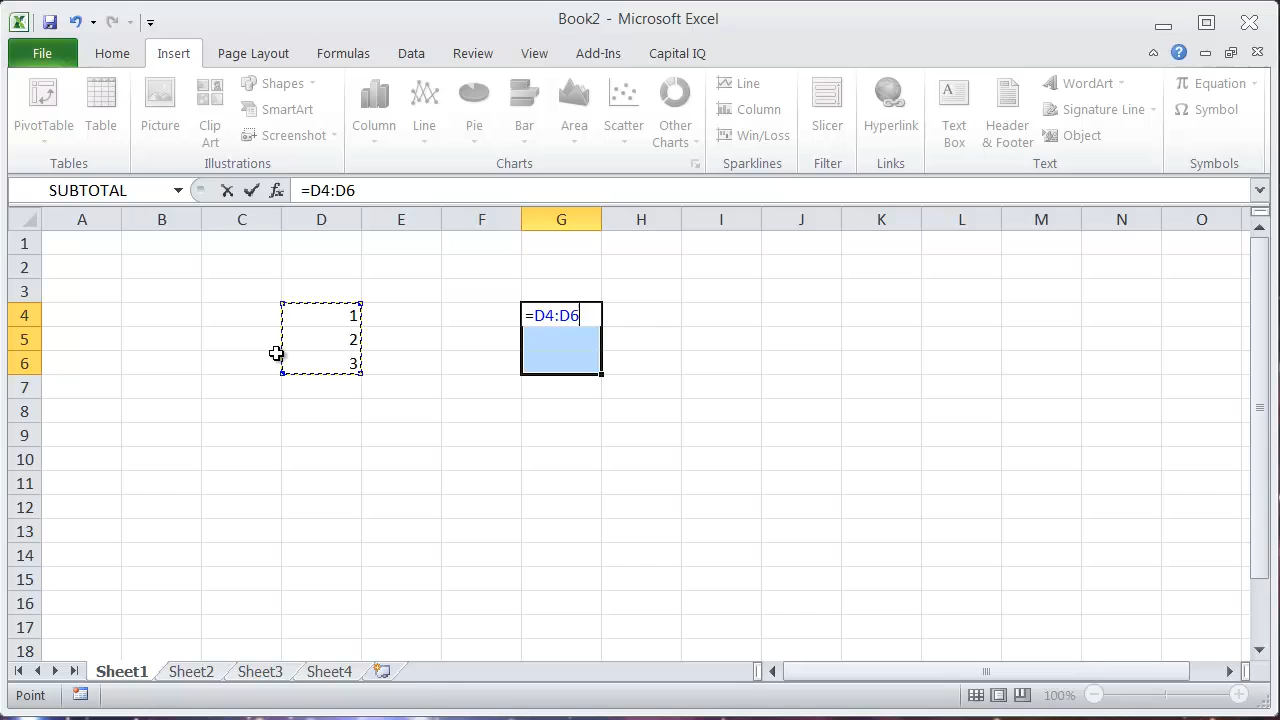 Book2 - Microsoft Excel
File Home Insert Page Layout Formulas Data Review View Add-Ins Capital IQ
PivotTable
Table
Tables
Picture
Clip
Art
Shapes
SmartArt
Screenshot
Illustrations
Column
Line
Pie
Bar
Area
Scatter
Other
Charts
Charts
Line
Column
Win/Loss
Sparklines
Slicer
Filter
Hyperlink
Links
Text
Box
Header
& Footer
WordArt
Signature Line
Object
Text
Equation
Symbol
Symbols
SUBTOTAL fx =D4:D6
A B C D E F G H I J K L M N O
1
2
3
4 1 =D4:D6
5 2
6 3
7
8
9
10
11
12
13
14
15
16
17
18
Sheet1 Sheet2 Sheet3 Sheet4
Point 100%